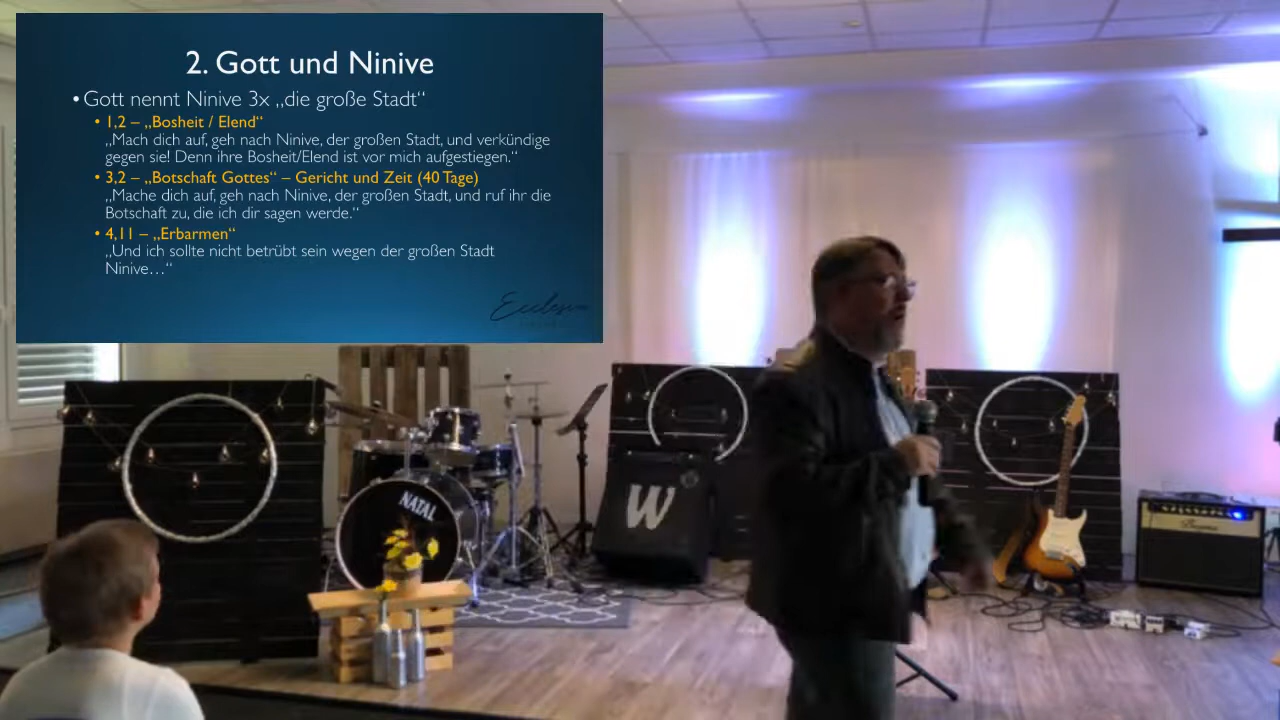 2. Gott und Ninive
• Gott nennt Ninive 3x „die große Stadt“
• 1,2 – „Bosheit / Elend“
„Mach dich auf, geh nach Ninive, der großen Stadt, und verkündige
gegen sie! Denn ihre Bosheit/Elend ist vor mich aufgestiegen.“
• 3,2 – „Botschaft Gottes“ – Gericht und Zeit (40 Tage)
„Mache dich auf, geh nach Ninive, der großen Stadt, und ruf ihr die
Botschaft zu, die ich dir sagen werde.“
• 4,11 – „Erbarmen“
„Und ich sollte nicht betrübt sein wegen der großen Stadt
Ninive…“
NATAL
W